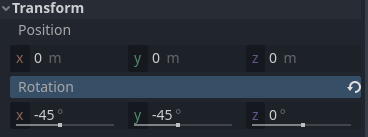 Transform
Position
x 0 m y 0 m z 0 m
Rotation
x -45 ° y -45 ° z 0 °